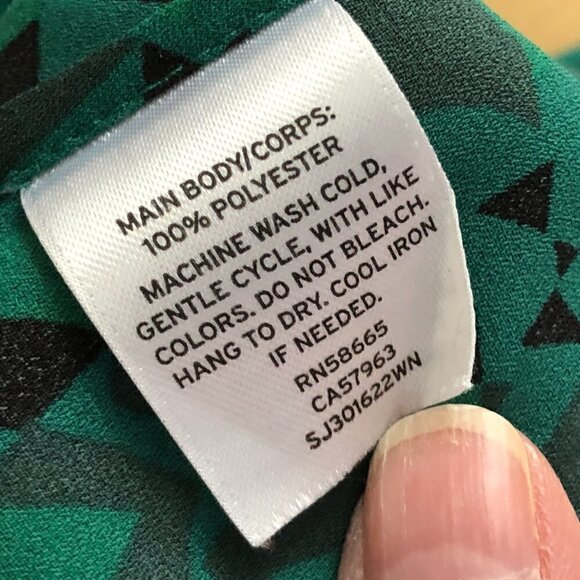 MAIN BODY/CORPS:
100% POLYESTER
MACHINE WASH COLD,
GENTLE CYCLE, WITH LIKE
COLORS. DO NOT BLEACH.
HANG TO DRY. COOL IRON
IF NEEDED.
RN58665
CA57963
SJ301622WN